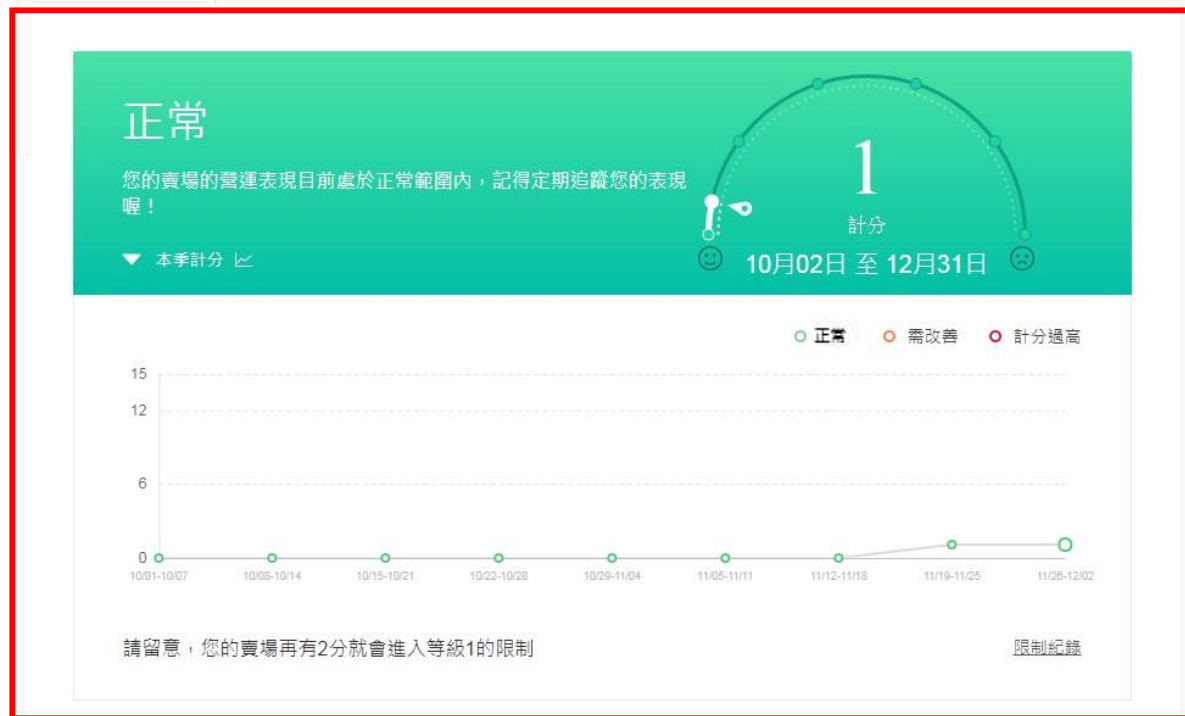 正常
您的賣場的營運表現目前處於正常範圍內，記得定期追蹤您的表現
喔！
本季計分
1
計分
10月02日 至 12月31日
正常 需改善 計分過高
15
12
6
0
10/01-10/07 10/08-10/14 10/15-10/21 10/22-10/28 10/29-11/04 11/05-11/11 11/12-11/18 11/19-11/25 11/26-12/02
請留意，您的賣場再有2分就會進入等級1的限制
限制紀錄